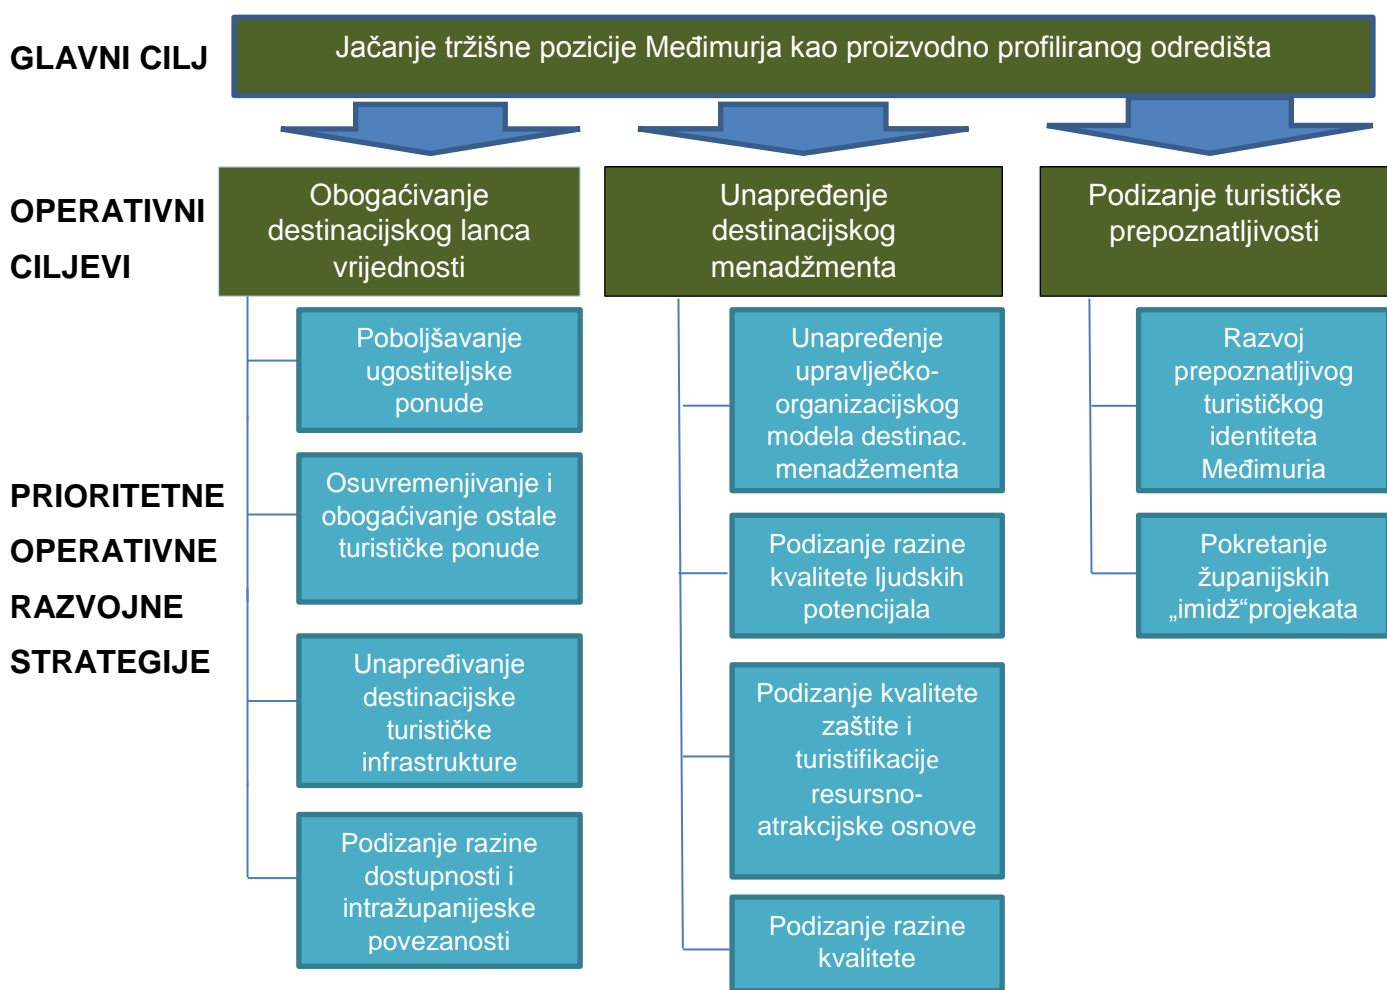 GLAVNI CILJ
Jačanje tržišne pozicije Međimurja kao proizvodno profiliranog odredišta
OPERATIVNI
CILJEVI
Obogaćivanje
destinacijskog lanca
vrijednosti
Unapređenje
destinacijskog
menadžmenta
Podizanje turističke
prepoznatljivosti
PRIORITETNE
OPERATIVNE
RAZVOJNE
STRATEGIJE
Poboljšavanje
ugostiteljske
ponude
Osuvremenjivanje i
obogaćivanje ostale
turističke ponude
Unapređivanje
destinacijske
turističke
infrastrukture
Podizanje razine
dostupnosti i
intražupanijeske
povezanosti
Unapređenje
upravlječko-
organizacijskog
modela destinac.
menadžementa
Podizanje razine
kvalitete ljudskih
potencijala
Podizanje kvalitete
zaštite i
turistifikacije
resursno-
atrakcijske osnove
Podizanje razine
kvalitete
Razvoj
prepoznatljivog
turističkog
identiteta
Međimurja
Pokretanje
županijskih
„imidž“projekata